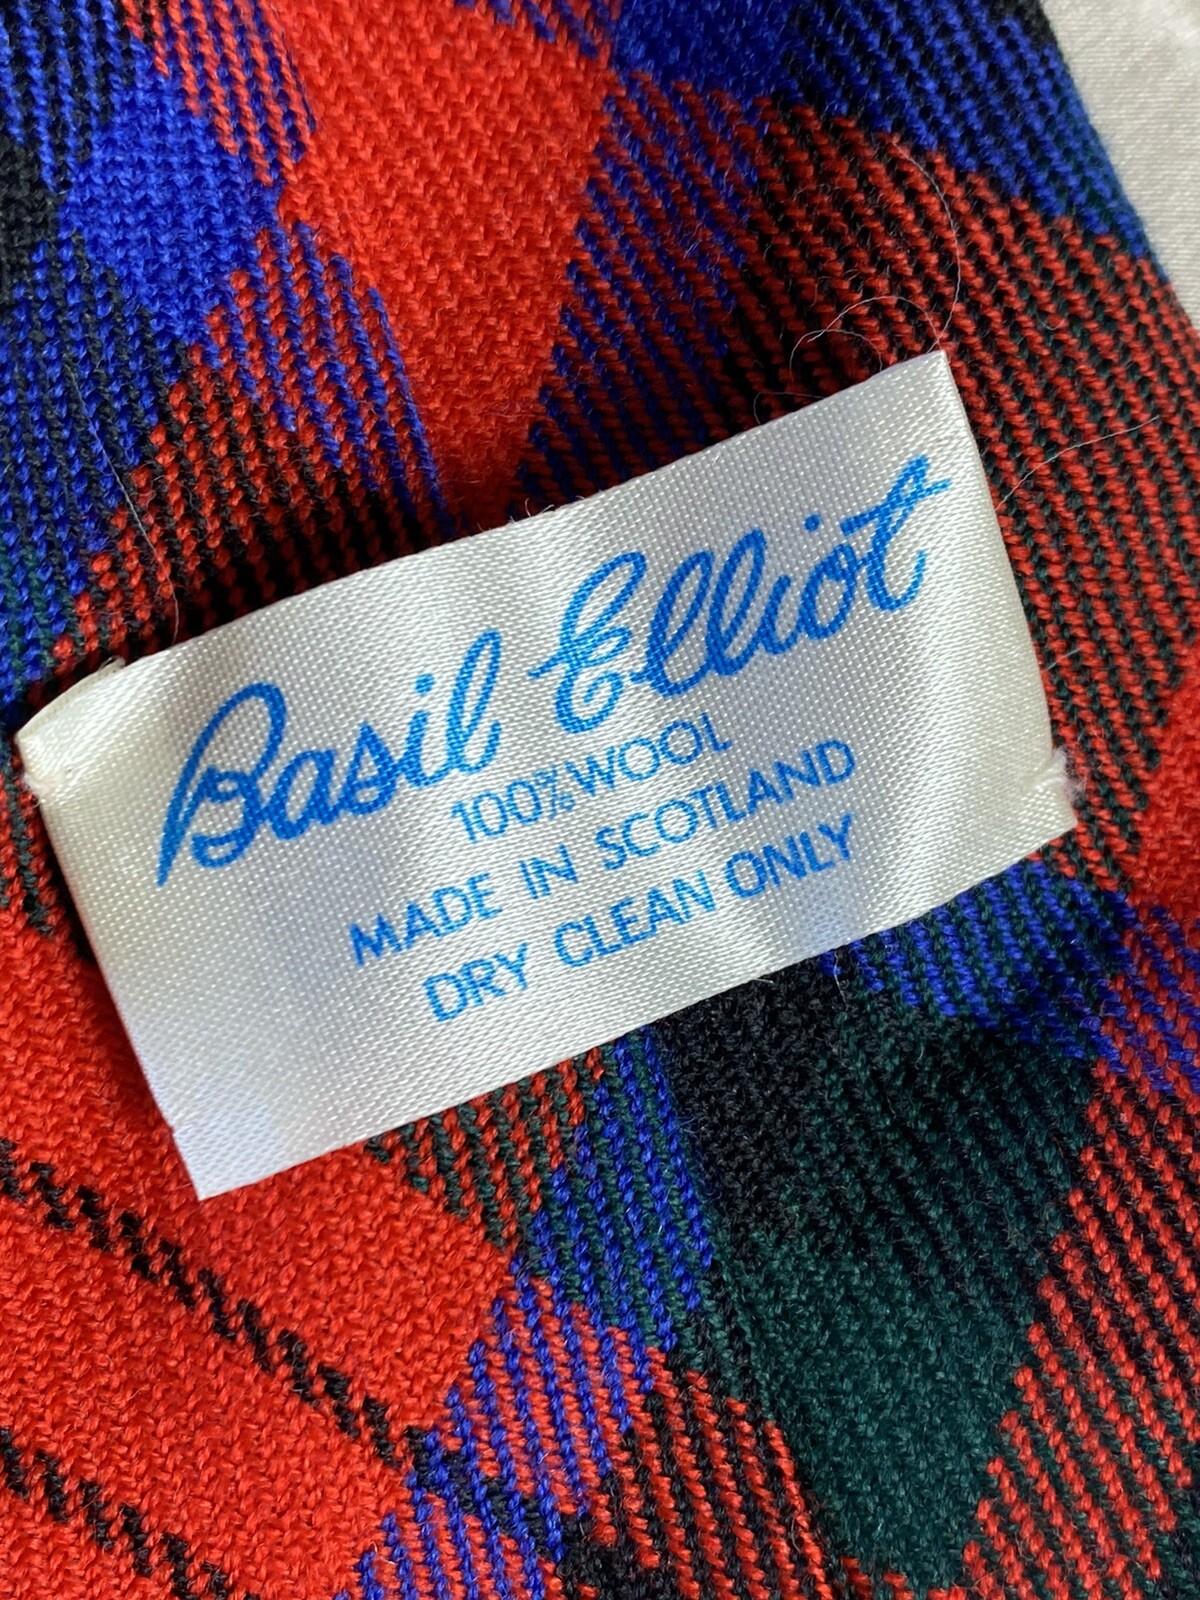 Basil Elliot
100% WOOL
MADE IN SCOTLAND
DRY CLEAN ONLY